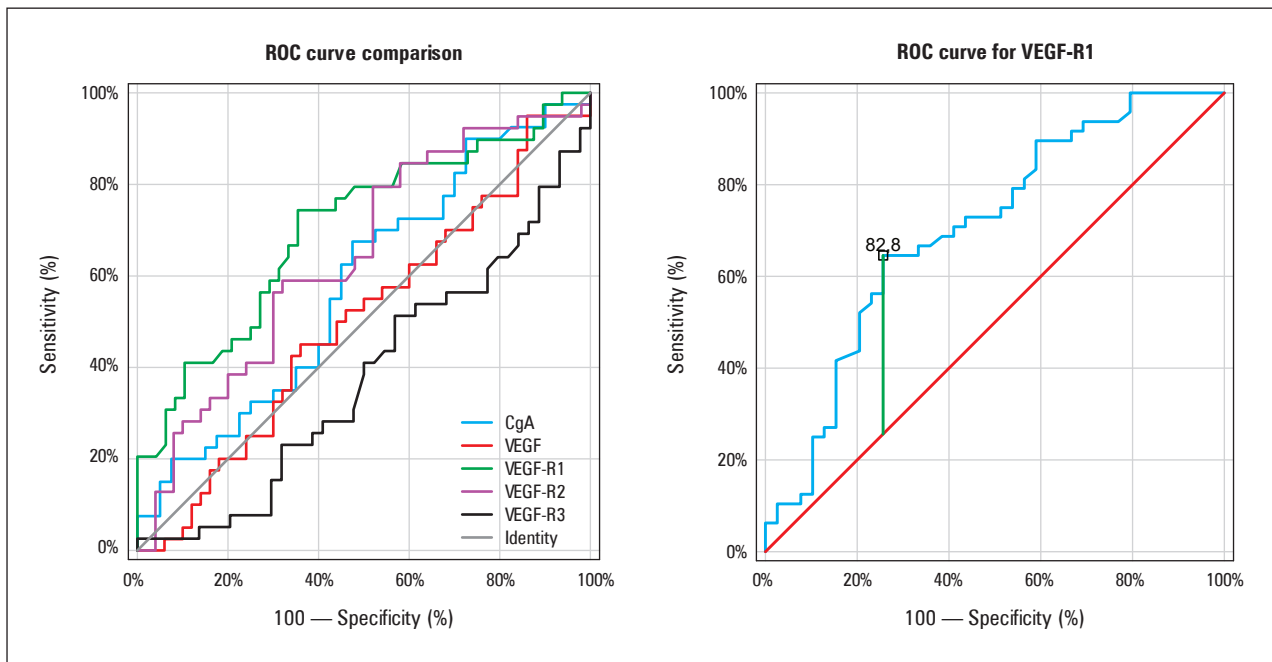 ROC curve comparison
100%
80%
60%
40%
20%
0%
Sensitivity (%)
CgA
VEGF
VEGF-R1
VEGF-R2
VEGF-R3
Identity
0% 20% 40% 60% 80% 100%
100 — Specificity (%)
ROC curve for VEGF-R1
100%
80%
60%
40%
20%
0%
Sensitivity (%)
82,8
0% 20% 40% 60% 80% 100%
100 — Specificity (%)